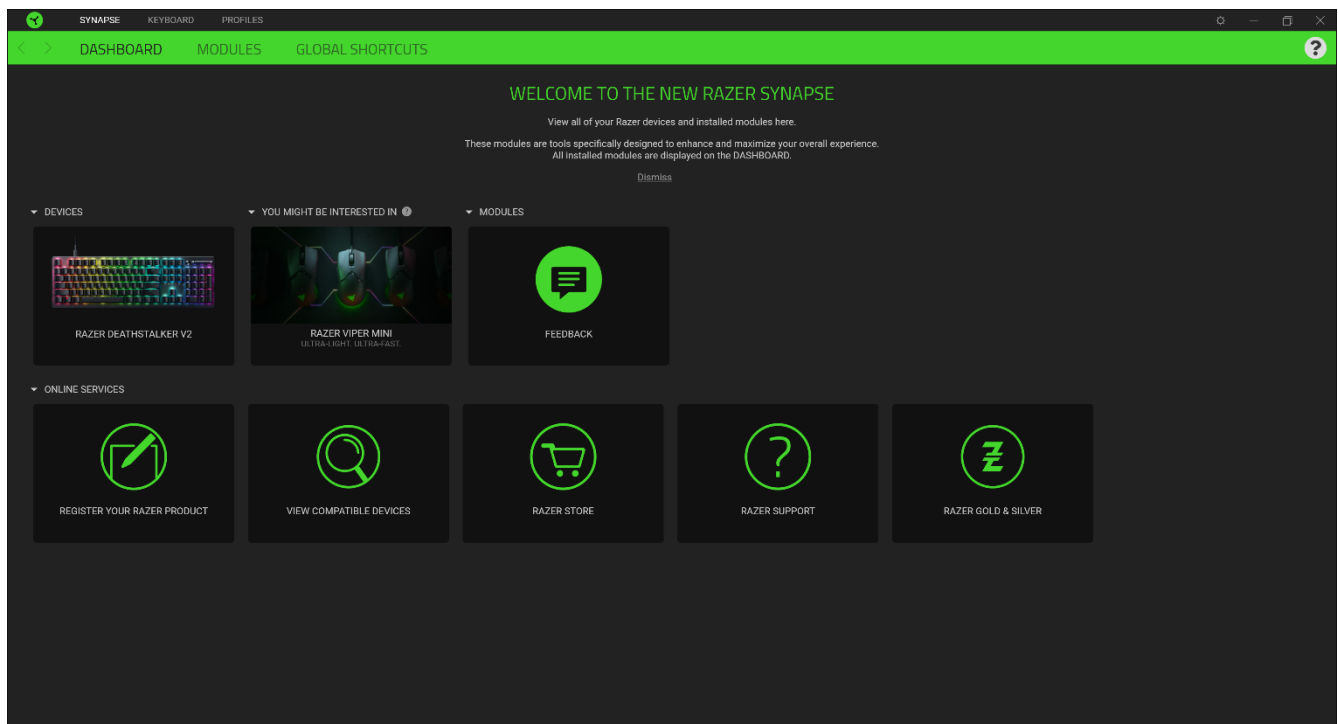 SYNAPSE KEYBOARD PROFILES
DASHBOARD MODULES GLOBAL SHORTCUTS
?
WELCOME TO THE NEW RAZER SYNAPSE
View all of your Razer devices and installed modules here.
These modules are tools specifically designed to enhance and maximize your overall experience.
All installed modules are displayed on the DASHBOARD.
Dismiss
DEVICES
YOU MIGHT BE INTERESTED IN ?
MODULES
RAZER DEATHSTALKER V2
RAZER VIPER MINI
ULTRA-LIGHT. ULTRA-FAST.
FEEDBACK
ONLINE SERVICES
REGISTER YOUR RAZER PRODUCT
VIEW COMPATIBLE DEVICES
RAZER STORE
?
RAZER SUPPORT
RAZER GOLD & SILVER